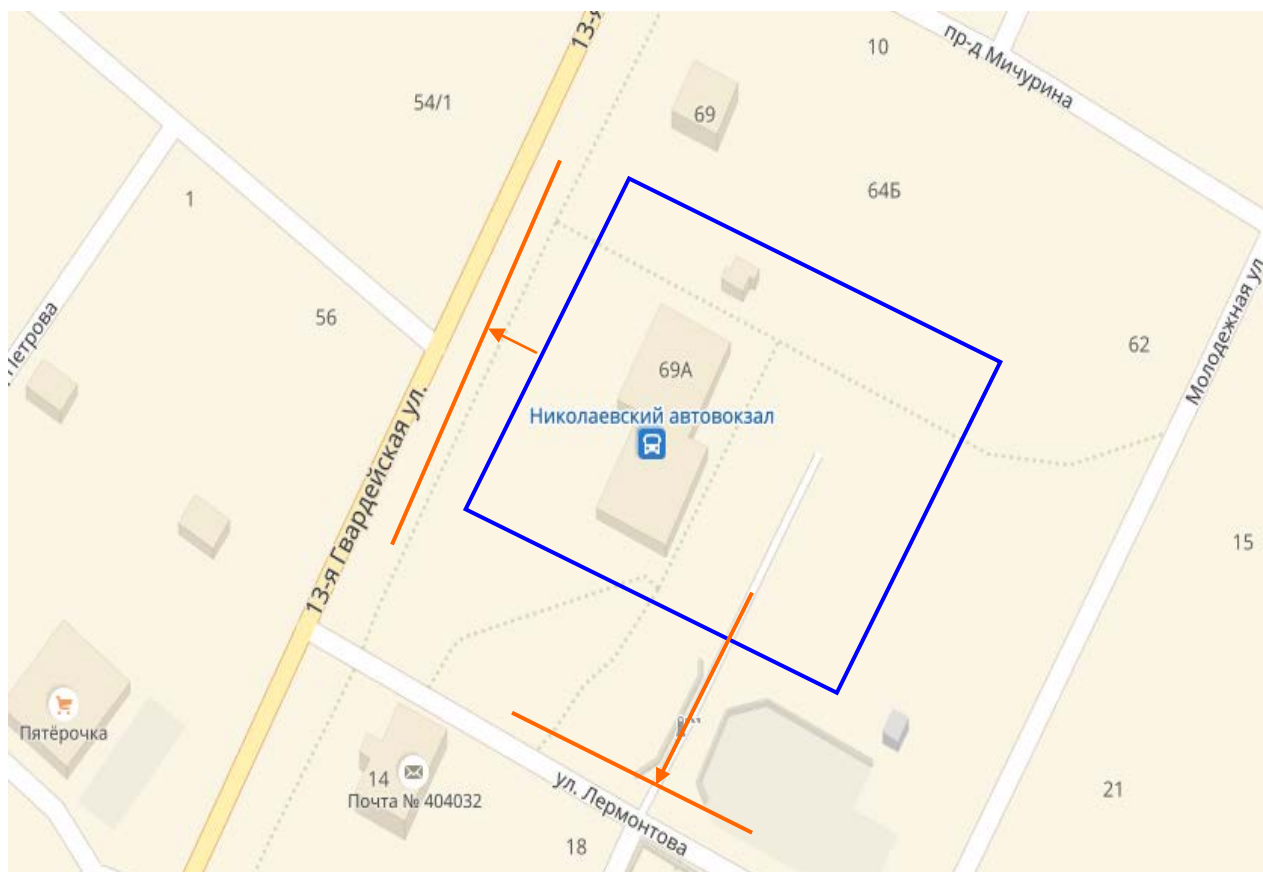 13-я
10
пр-д Мичурина
54/1
69
1
64Б
Петрова
56
62
Молодежная ул.
69А
Николаевский автовокзал
13-я Гвардейская ул.
15
Пятёрочка
14
Почта № 404032
ул. Лермонтова
18
21